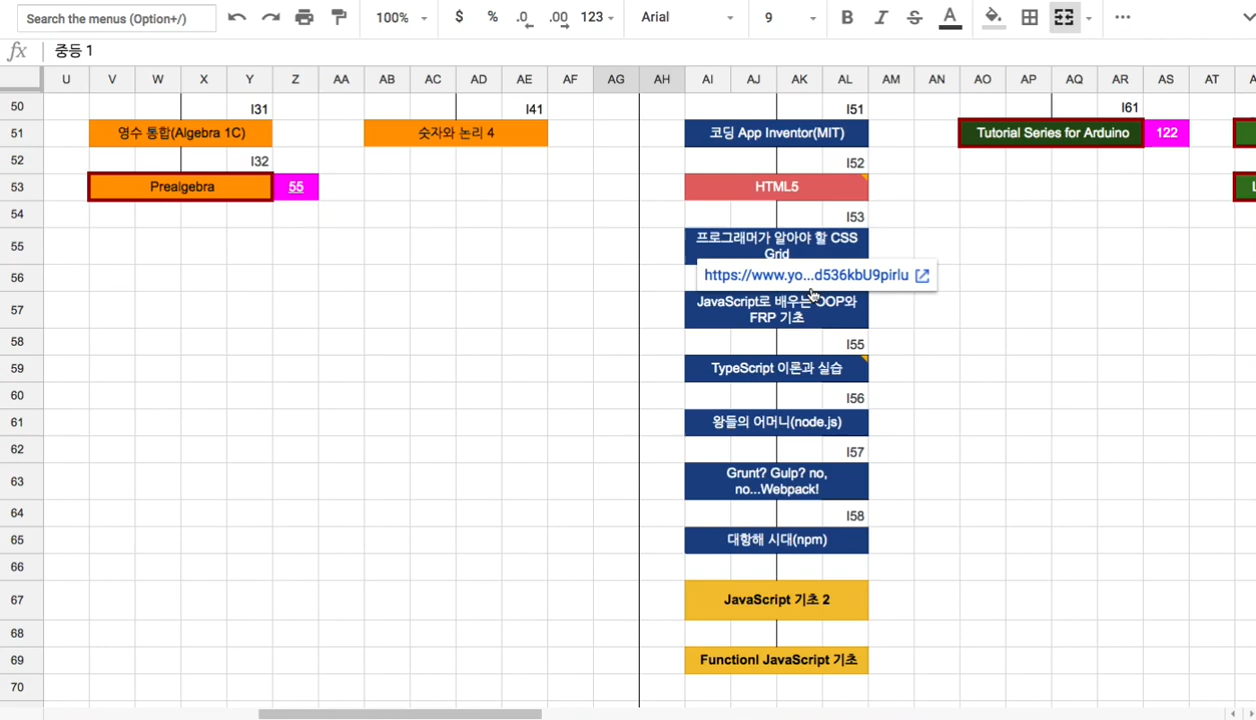 Search the menus (Option+/)
100%
$
%
.0
.00
123
Arial
9
B
I
S
A
fx
중등 1
U V W X Y Z AA AB AC AD AE AF AG AH AI AJ AK AL AM AN AO AP AQ AR AS AT
50 I31 I41 I51 I61
51 영수 통합(Algebra 1C) 숫자와 논리 4 코딩 App Inventor(MIT) Tutorial Series for Arduino 122
52 I32 I52
53 Prealgebra 55 HTML5
54 I53
55 프로그래머가 알아야 할 CSS
Grid
56 https://www.yo...d536kbU9pirlu
57 JavaScript로 배우는 OOP와
FRP 기초
58 I55
59 TypeScript 이론과 실습
60 I56
61 왕들의 어머니(node.js)
62 I57
63 Grunt? Gulp? no,
no...Webpack!
64 I58
65 대항해 시대(npm)
66
67 JavaScript 기초 2
68
69 Functionl JavaScript 기초
70